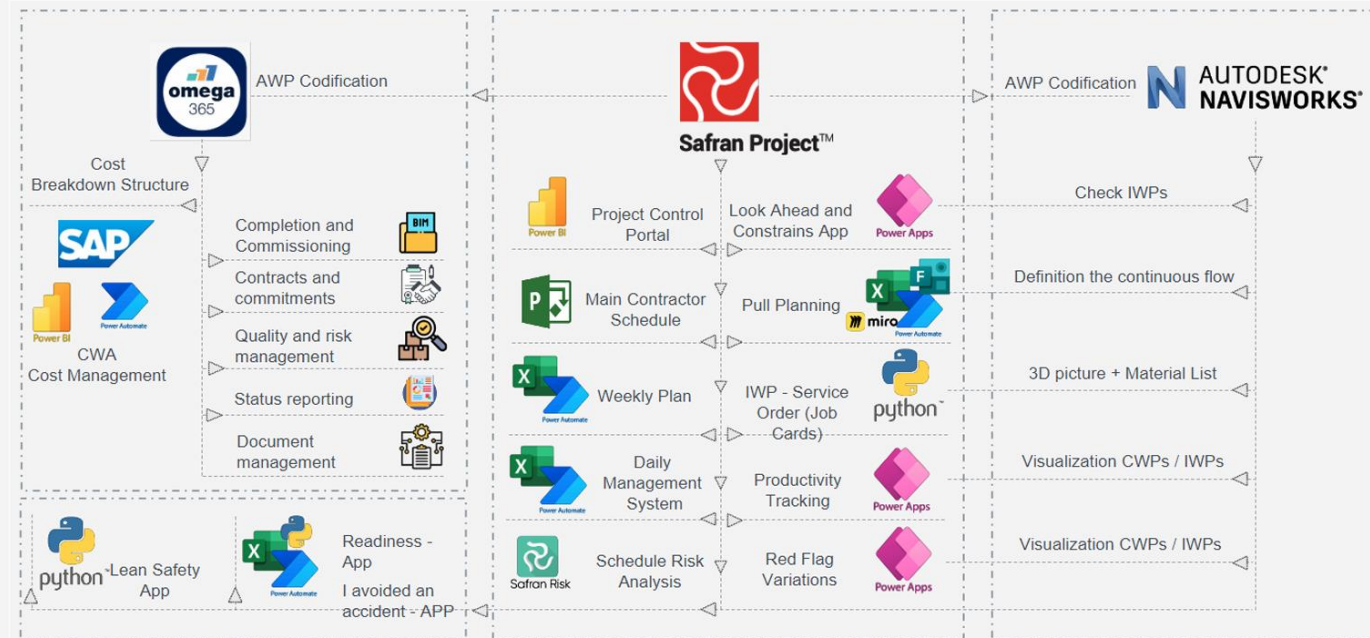 omega
365
AWP Codification
Cost
Breakdown Structure
SAP
Power BI
Power Automate
CWA
Cost Management
Completion and
Commissioning
BIM
Contracts and
commitments
Quality and risk
management
Status reporting
Document
management
python™
Lean Safety
App
X
Power Automate
Readiness -
App
I avoided an
accident - APP
Safran Project™
Power BI
Project Control
Portal
Look Ahead and
Constrains App
Power Apps
P
Main Contractor
Schedule
Pull Planning
X
F
miro
Power Automate
X
Power Automate
Weekly Plan
IWP - Service
Order (Job
Cards)
python™
X
Power Automate
Daily
Management
System
Productivity
Tracking
Power Apps
Safran Risk
Schedule Risk
Analysis
Red Flag
Variations
Power Apps
AWP Codification
N
AUTODESK®
NAVISWORKS®
Check IWPs
Definition the continuous flow
3D picture + Material List
Visualization CWPs / IWPs
Visualization CWPs / IWPs